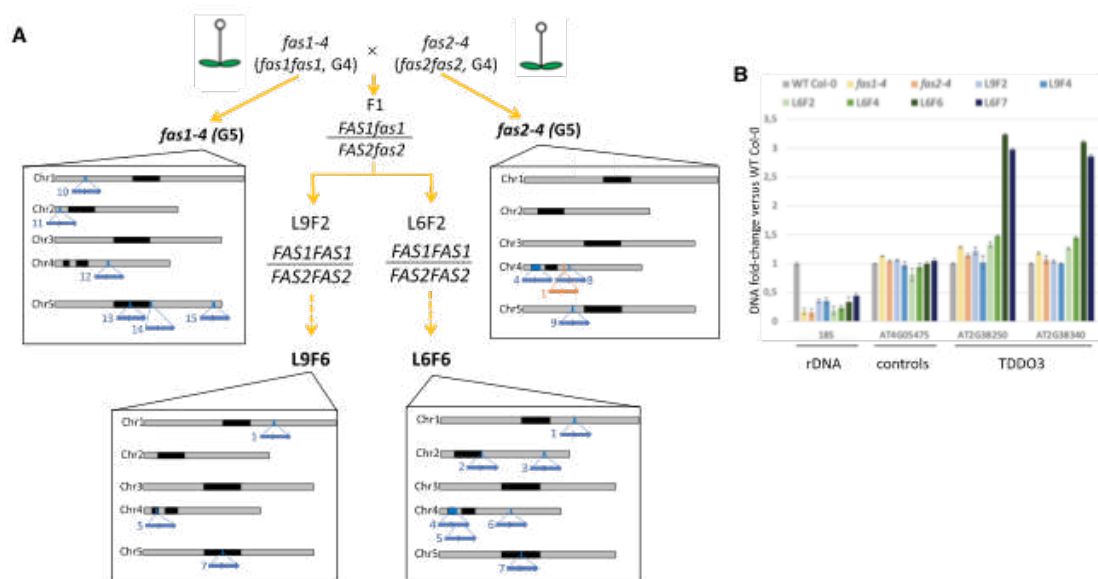 A
fas1-4
(fas1fas1, G4)
×
fas2-4
(fas2fas2, G4)
F1
FAS1fas1
FAS2fas2
fas1-4 (G5)
Chr1
10
Chr2
11
Chr3
Chr4
12
Chr5
13
14
15
fas2-4 (G5)
Chr1
Chr2
Chr3
Chr4
4
8
1
Chr5
9
L9F2
FAS1FAS1
FAS2FAS2
L6F2
FAS1FAS1
FAS2FAS2
L9F6
Chr1
1
Chr2
Chr3
Chr4
5
Chr5
7
L6F6
Chr1
1
Chr2
2
3
Chr3
Chr4
4
6
5
Chr5
7
B
WT Col-0 fas1-4 fas2-4 L9F2 L9F4
L6F2 L6F4 L6F6 L6F7
DNA fold-change versus WT Col-0
3,5
3
2,5
2
1,5
1
0,5
0
18S AT4G05475 AT2G38250 AT2G38340
rDNA controls TDDO3